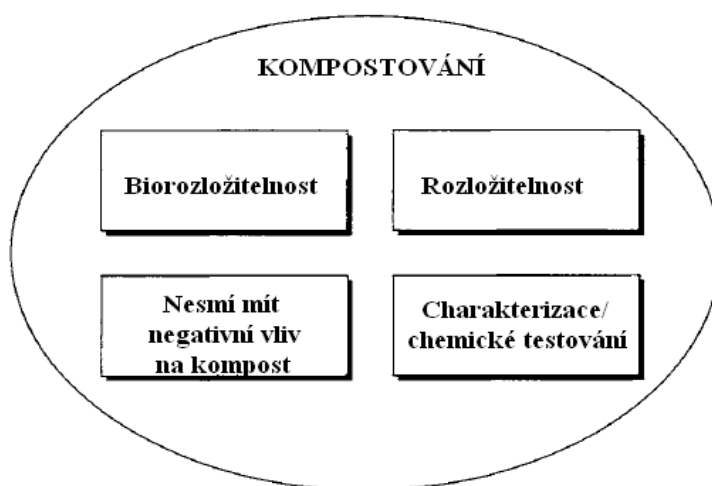 KOMPOSTOVÁNÍ
Biorozložitelnost
Rozložitelnost
Nesmí mít
negativní vliv
na kompost
Charakterizace/
chemické testování